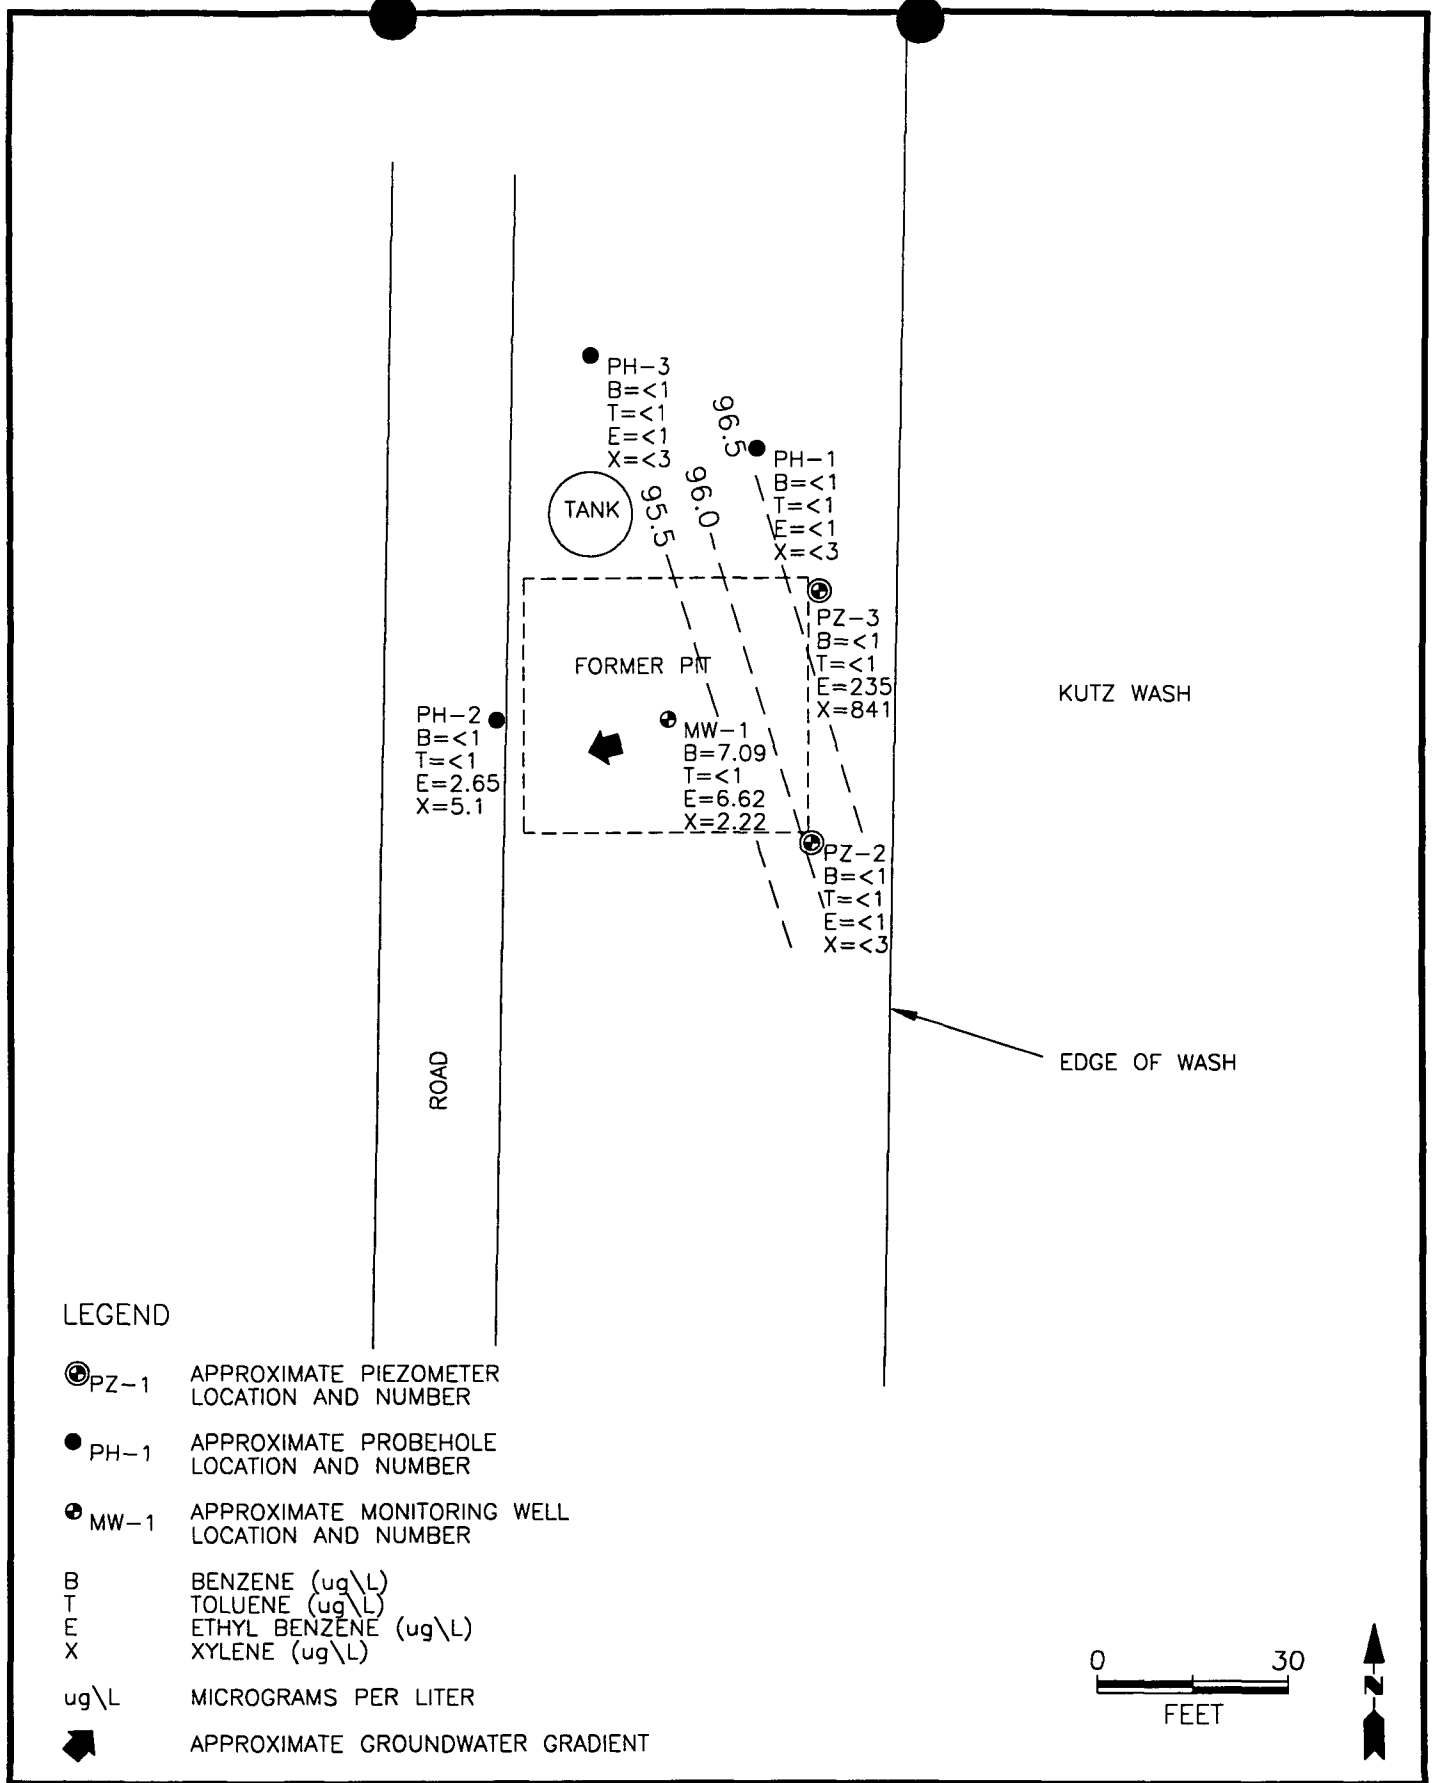 PH-3
B=<1
T=<1
E=<1
X=<3
96.5
PH-1
B=<1
T=<1
E=<1
X=<3
96.0
95.5
TANK
PZ-3
B=<1
T=<1
E=235
X=841
FORMER PIT
KUTZ WASH
PH-2
B=<1
T=<1
E=2.65
X=5.1
MW-1
B=7.09
T=<1
E=6.62
X=2.22
PZ-2
B=<1
T=<1
E=<1
X=<3
ROAD
EDGE OF WASH
LEGEND
PZ-1 APPROXIMATE PIEZOMETER
LOCATION AND NUMBER
PH-1 APPROXIMATE PROBEHOLE
LOCATION AND NUMBER
MW-1 APPROXIMATE MONITORING WELL
LOCATION AND NUMBER
B BENZENE (ug\L)
T TOLUENE (ug\L)
E ETHYL BENZENE (ug\L)
X XYLENE (ug\L)
ug\L MICROGRAMS PER LITER
APPROXIMATE GROUNDWATER GRADIENT
0 30
FEET
N